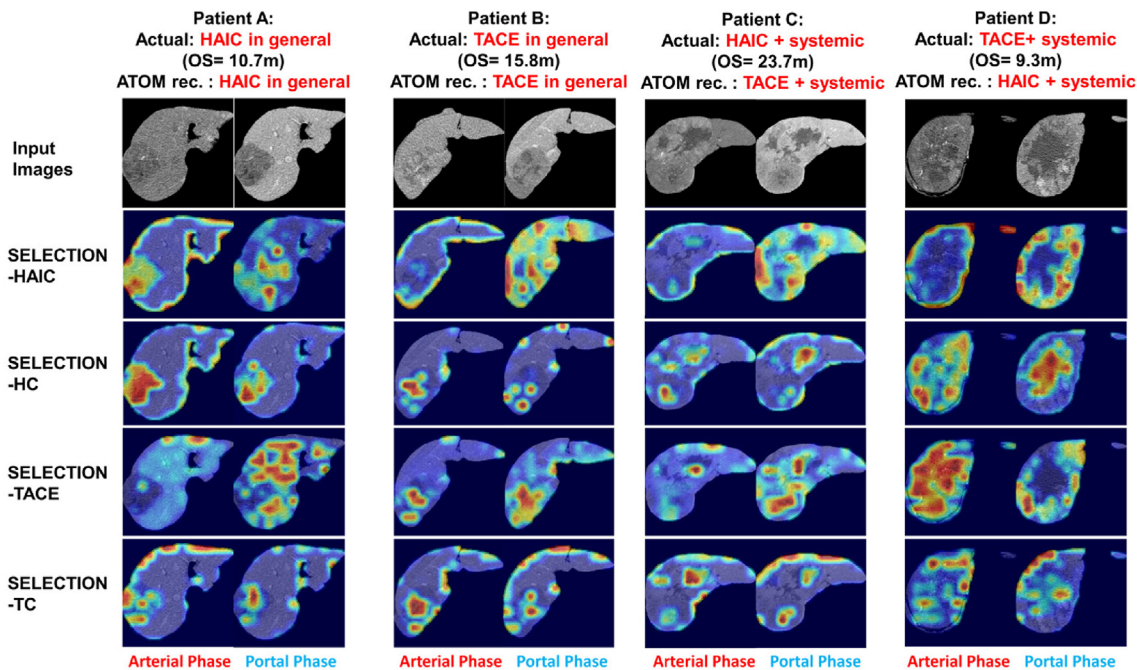 Patient A:
Actual: HAIC in general
(OS= 10.7m)
ATOM rec. : HAIC in general
Patient B:
Actual: TACE in general
(OS= 15.8m)
ATOM rec. : TACE in general
Patient C:
Actual: HAIC + systemic
(OS= 23.7m)
ATOM rec. : TACE + systemic
Patient D:
Actual: TACE+ systemic
(OS= 9.3m)
ATOM rec. : HAIC + systemic
Input
Images
SELECTION
-HAIC
SELECTION
-HC
SELECTION
-TACE
SELECTION
-TC
Arterial Phase Portal Phase
Arterial Phase Portal Phase
Arterial Phase Portal Phase
Arterial Phase Portal Phase